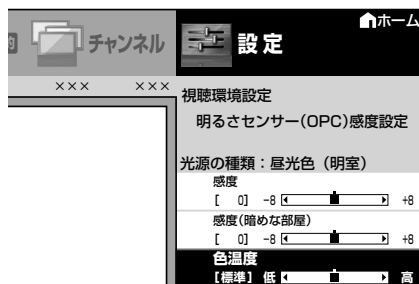 ホーム
チャンネル 設定
××× ×××
視聴環境設定
明るさセンサー(OPC)感度設定
光源の種類：昼光色（明室）
感度
[ 0] −8 +8
感度(暗めな部屋)
[ 0] −8 +8
色温度
[標準] 低 高